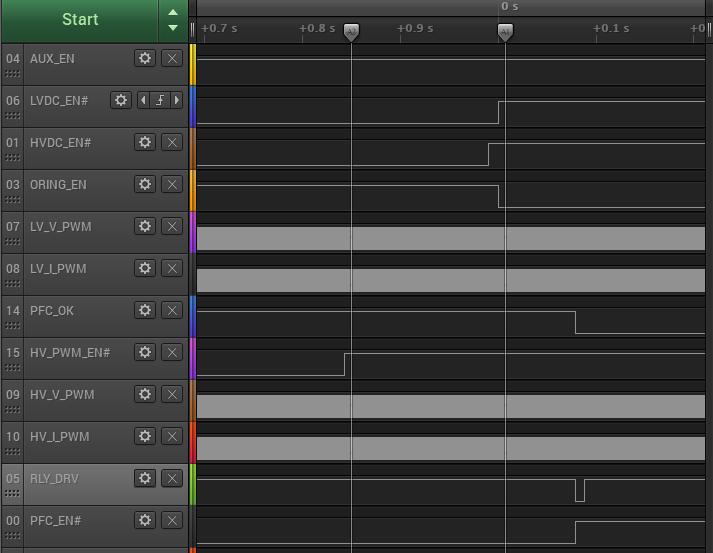 Start
0 s
+0.7 s
+0.8 s
+0.9 s
+0.1 s
+0
04 AUX_EN
06 LVDC_EN#
01 HVDC_EN#
03 ORING_EN
07 LV_V_PWM
08 LV_I_PWM
14 PFC_OK
15 HV_PWM_EN#
09 HV_V_PWM
10 HV_I_PWM
05 RLY_DRV
00 PFC_EN#